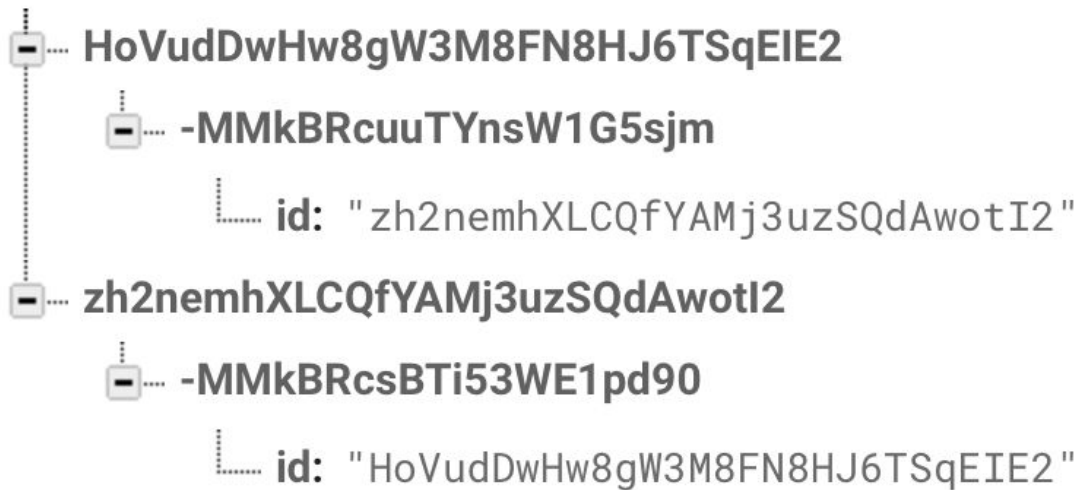 HoVudDwHw8gW3M8FN8HJ6TSqEIE2
-MMkBRcuuTYnsW1G5sjm
id: "zh2nemhXLCQfYAMj3uzSQdAwotI2"
zh2nemhXLCQfYAMj3uzSQdAwotI2
-MMkBRcsBTi53WE1pd90
id: "HoVudDwHw8gW3M8FN8HJ6TSqEIE2"